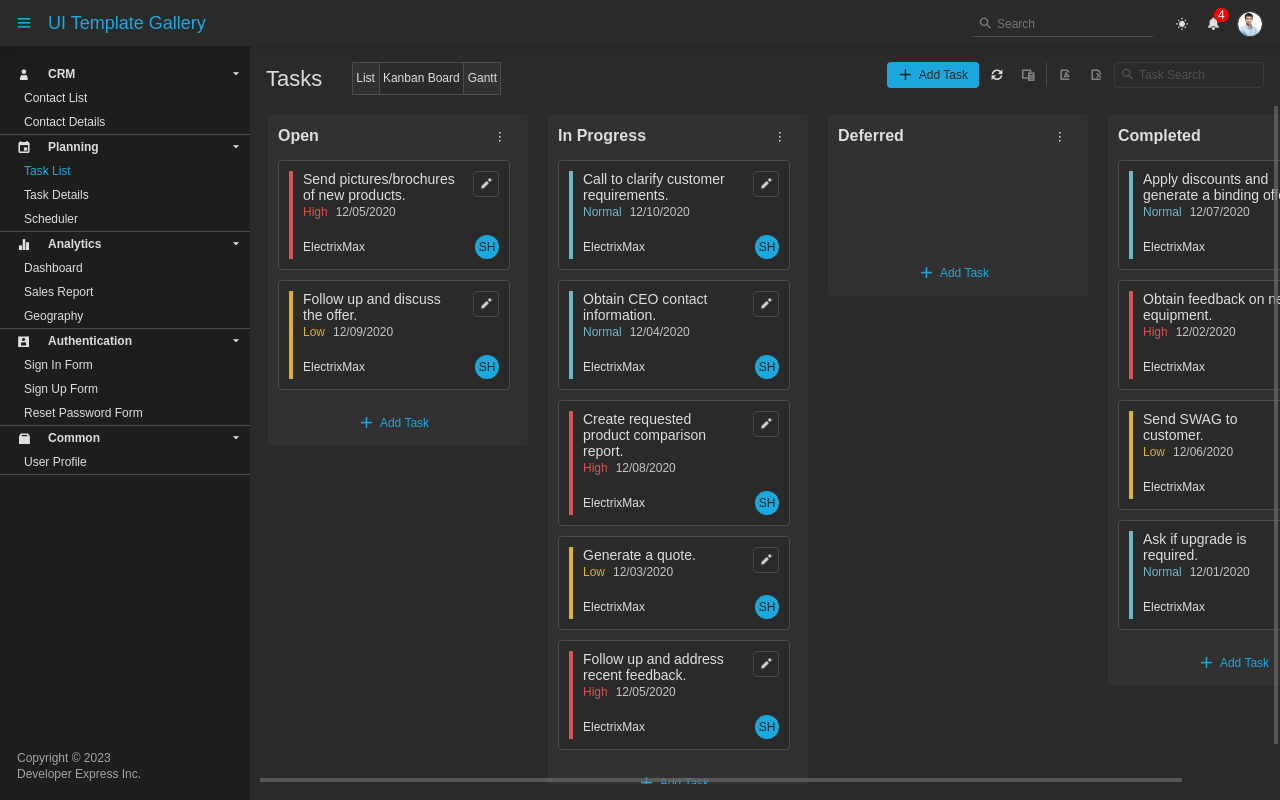 UI Template Gallery
Search
4
CRM
Contact List
Contact Details
Planning
Task List
Task Details
Scheduler
Analytics
Dashboard
Sales Report
Geography
Authentication
Sign In Form
Sign Up Form
Reset Password Form
Common
User Profile
Copyright © 2023
Developer Express Inc.
Tasks
List
Kanban Board
Gantt
Add Task
Task Search
Open
Send pictures/brochures
of new products.
High 12/05/2020
ElectrixMax
SH
Follow up and discuss
the offer.
Low 12/09/2020
ElectrixMax
SH
Add Task
In Progress
Call to clarify customer
requirements.
Normal 12/10/2020
ElectrixMax
SH
Obtain CEO contact
information.
Normal 12/04/2020
ElectrixMax
SH
Create requested
product comparison
report.
High 12/08/2020
ElectrixMax
SH
Generate a quote.
Low 12/03/2020
ElectrixMax
SH
Follow up and address
recent feedback.
High 12/05/2020
ElectrixMax
SH
Add Task
Deferred
Add Task
Completed
Apply discounts and
generate a binding
Normal 12/07/2020
ElectrixMax
Obtain feedback on
equipment.
High 12/02/2020
ElectrixMax
Send SWAG to
customer.
Low 12/06/2020
ElectrixMax
Ask if upgrade is
required.
Normal 12/01/2020
ElectrixMax
Add Task